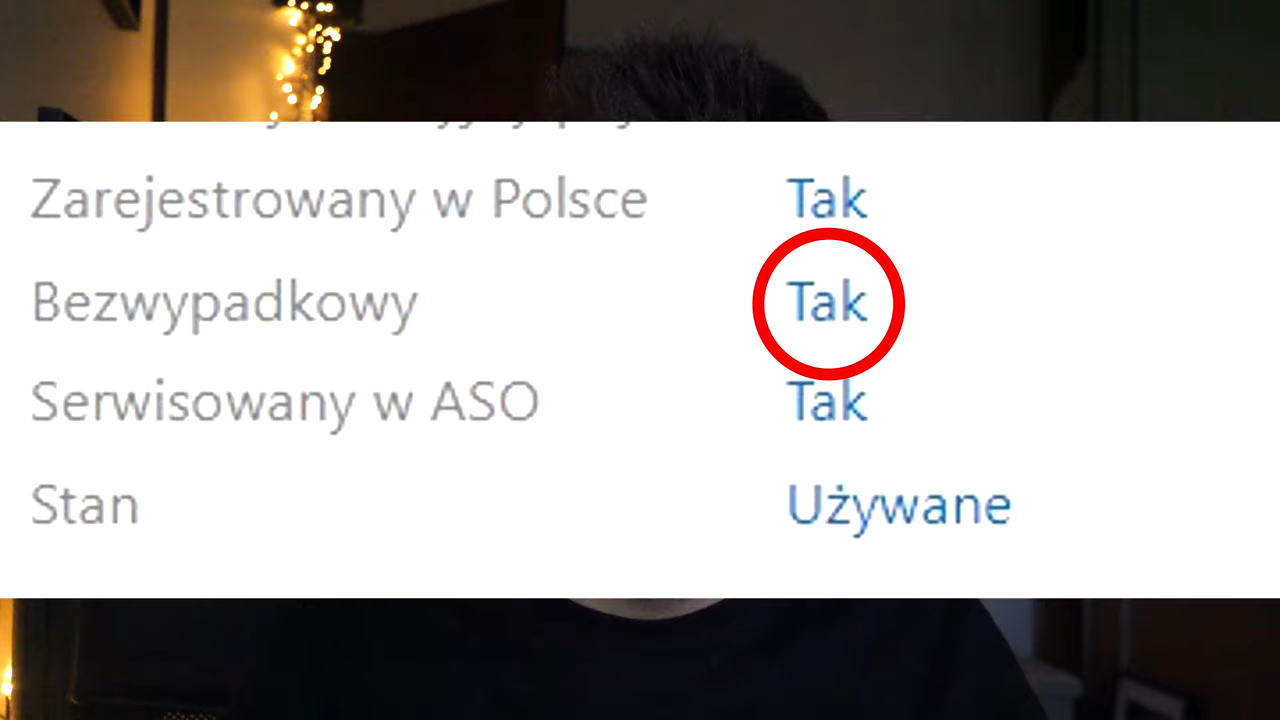 Zarejestrowany w Polsce Tak
Bezwypadkowy Tak
Serwisowany w ASO Tak
Stan Używane